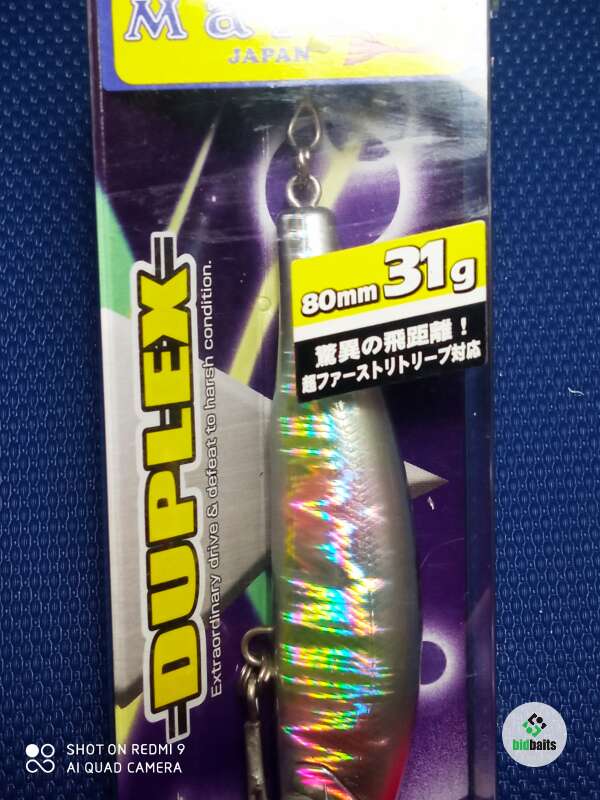 JAPAN
80mm 31g
驚異の飛距離！
超ファーストリトリーブ対応
DUPLEX
Extraordinary drive & defeat to harsh condition.
SHOT ON REDMI 9
AI QUAD CAMERA
bidbaits